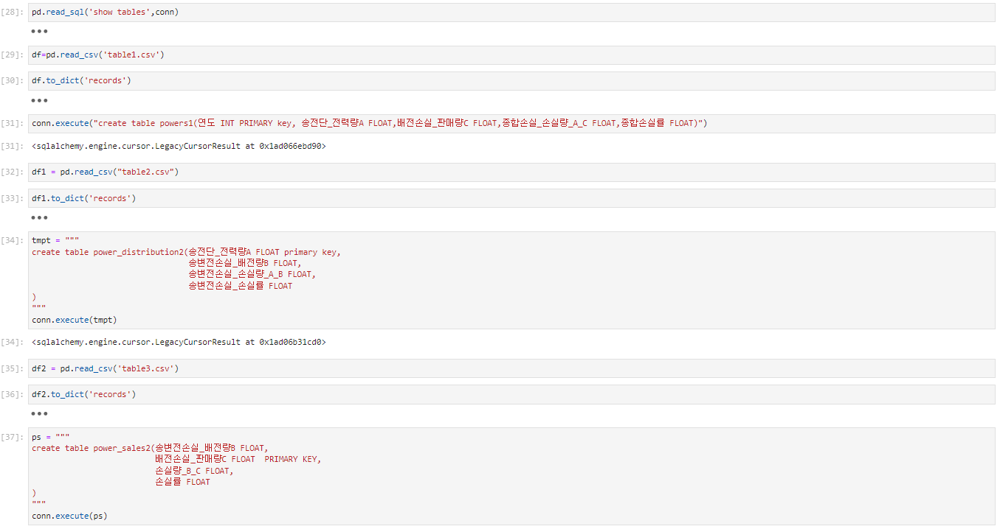 [28]: pd.read_sql('show tables',conn)
•••
[29]: df=pd.read_csv('table1.csv')
[30]: df.to_dict('records')
•••
[31]: conn.execute("create table powers1(연도 INT PRIMARY key, 송전단_전력량A FLOAT,배전손실_판매량C FLOAT,종합손실_손실량_A_C FLOAT,종합손실률 FLOAT)")
[31]: <sqlalchemy.engine.cursor.LegacyCursorResult at 0x1ad066ebd90>
[32]: df1 = pd.read_csv("table2.csv")
[33]: df1.to_dict('records')
•••
[34]: tmpt = """
create table power_distribution2(송전단_전력량A FLOAT primary key,
송변전손실_배전량B FLOAT,
송변전손실_손실량_A_B FLOAT,
송변전손실_손실률 FLOAT
)
"""
conn.execute(tmpt)
[34]: <sqlalchemy.engine.cursor.LegacyCursorResult at 0x1ad06b31cd0>
[35]: df2 = pd.read_csv('table3.csv')
[36]: df2.to_dict('records')
•••
[37]: ps = """
create table power_sales2(송변전손실_배전량B FLOAT,
배전손실_판매량C FLOAT  PRIMARY KEY,
손실량_B_C FLOAT,
손실률 FLOAT
)
"""
conn.execute(ps)